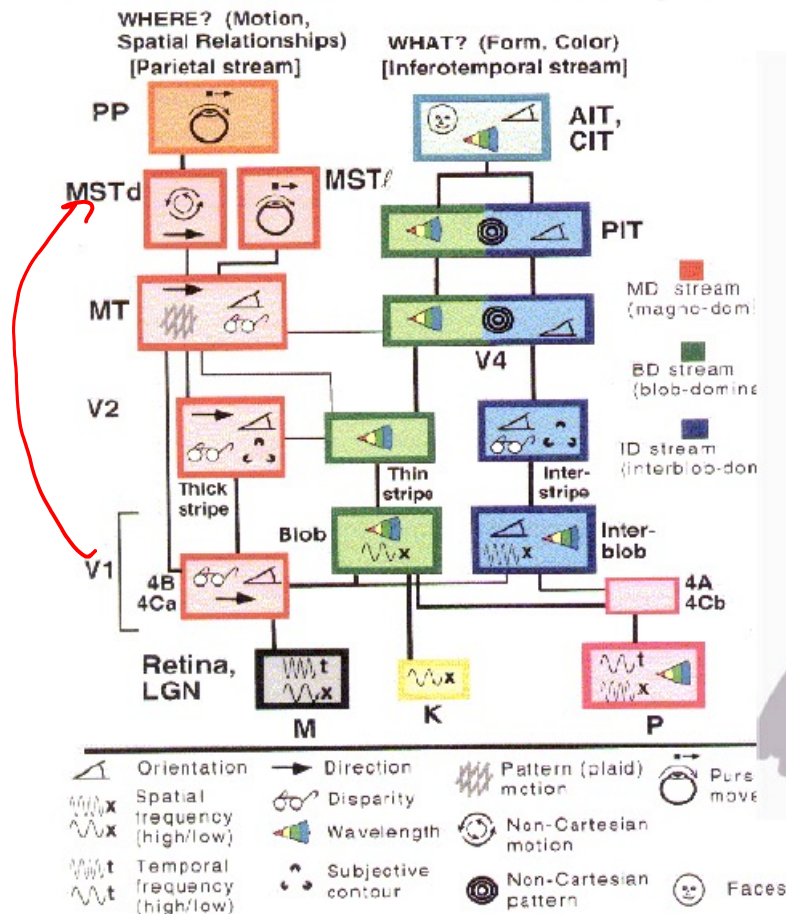 WHERE? (Motion,
Spatial Relationships)
[Parietal stream]
WHAT? (Form, Color)
[Inferotemporal stream]
PP
AIT,
CIT
MSTd
MSTℓ
PIT
MT
MD stream
(magno-domi
V4
BD stream
(blob-domina
V2
ID stream
(interblob-dom
Thick
stripe
Thin
stripe
Inter-
stripe
Blob
Inter-
blob
V1
4B
4Ca
4A
4Cb
Retina,
LGN
t
x
x
x
x
t
x
M
K
P
Orientation
Direction
Pattern (plaid)
motion
Purs
move
x
x
Spatial
frequency
(high/low)
Disparity
Wavelength
Non-Cartesian
motion
t
t
Temporal
frequency
(high/low)
Subjective
contour
Non-Cartesian
pattern
Faces